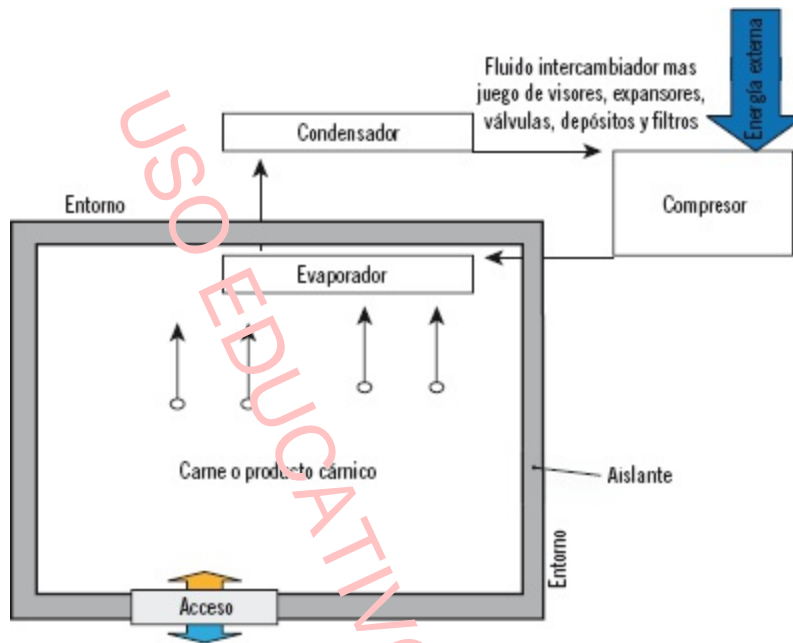 Fluido intercambiador mas
juego de visores, expansores,
válvulas, depósitos y filtros
Energía externa
Condensador
Compresor
Entorno
Evaporador
Carne o producto cárnico
Aislante
Entorno
Acceso
USO EDUCATIVO